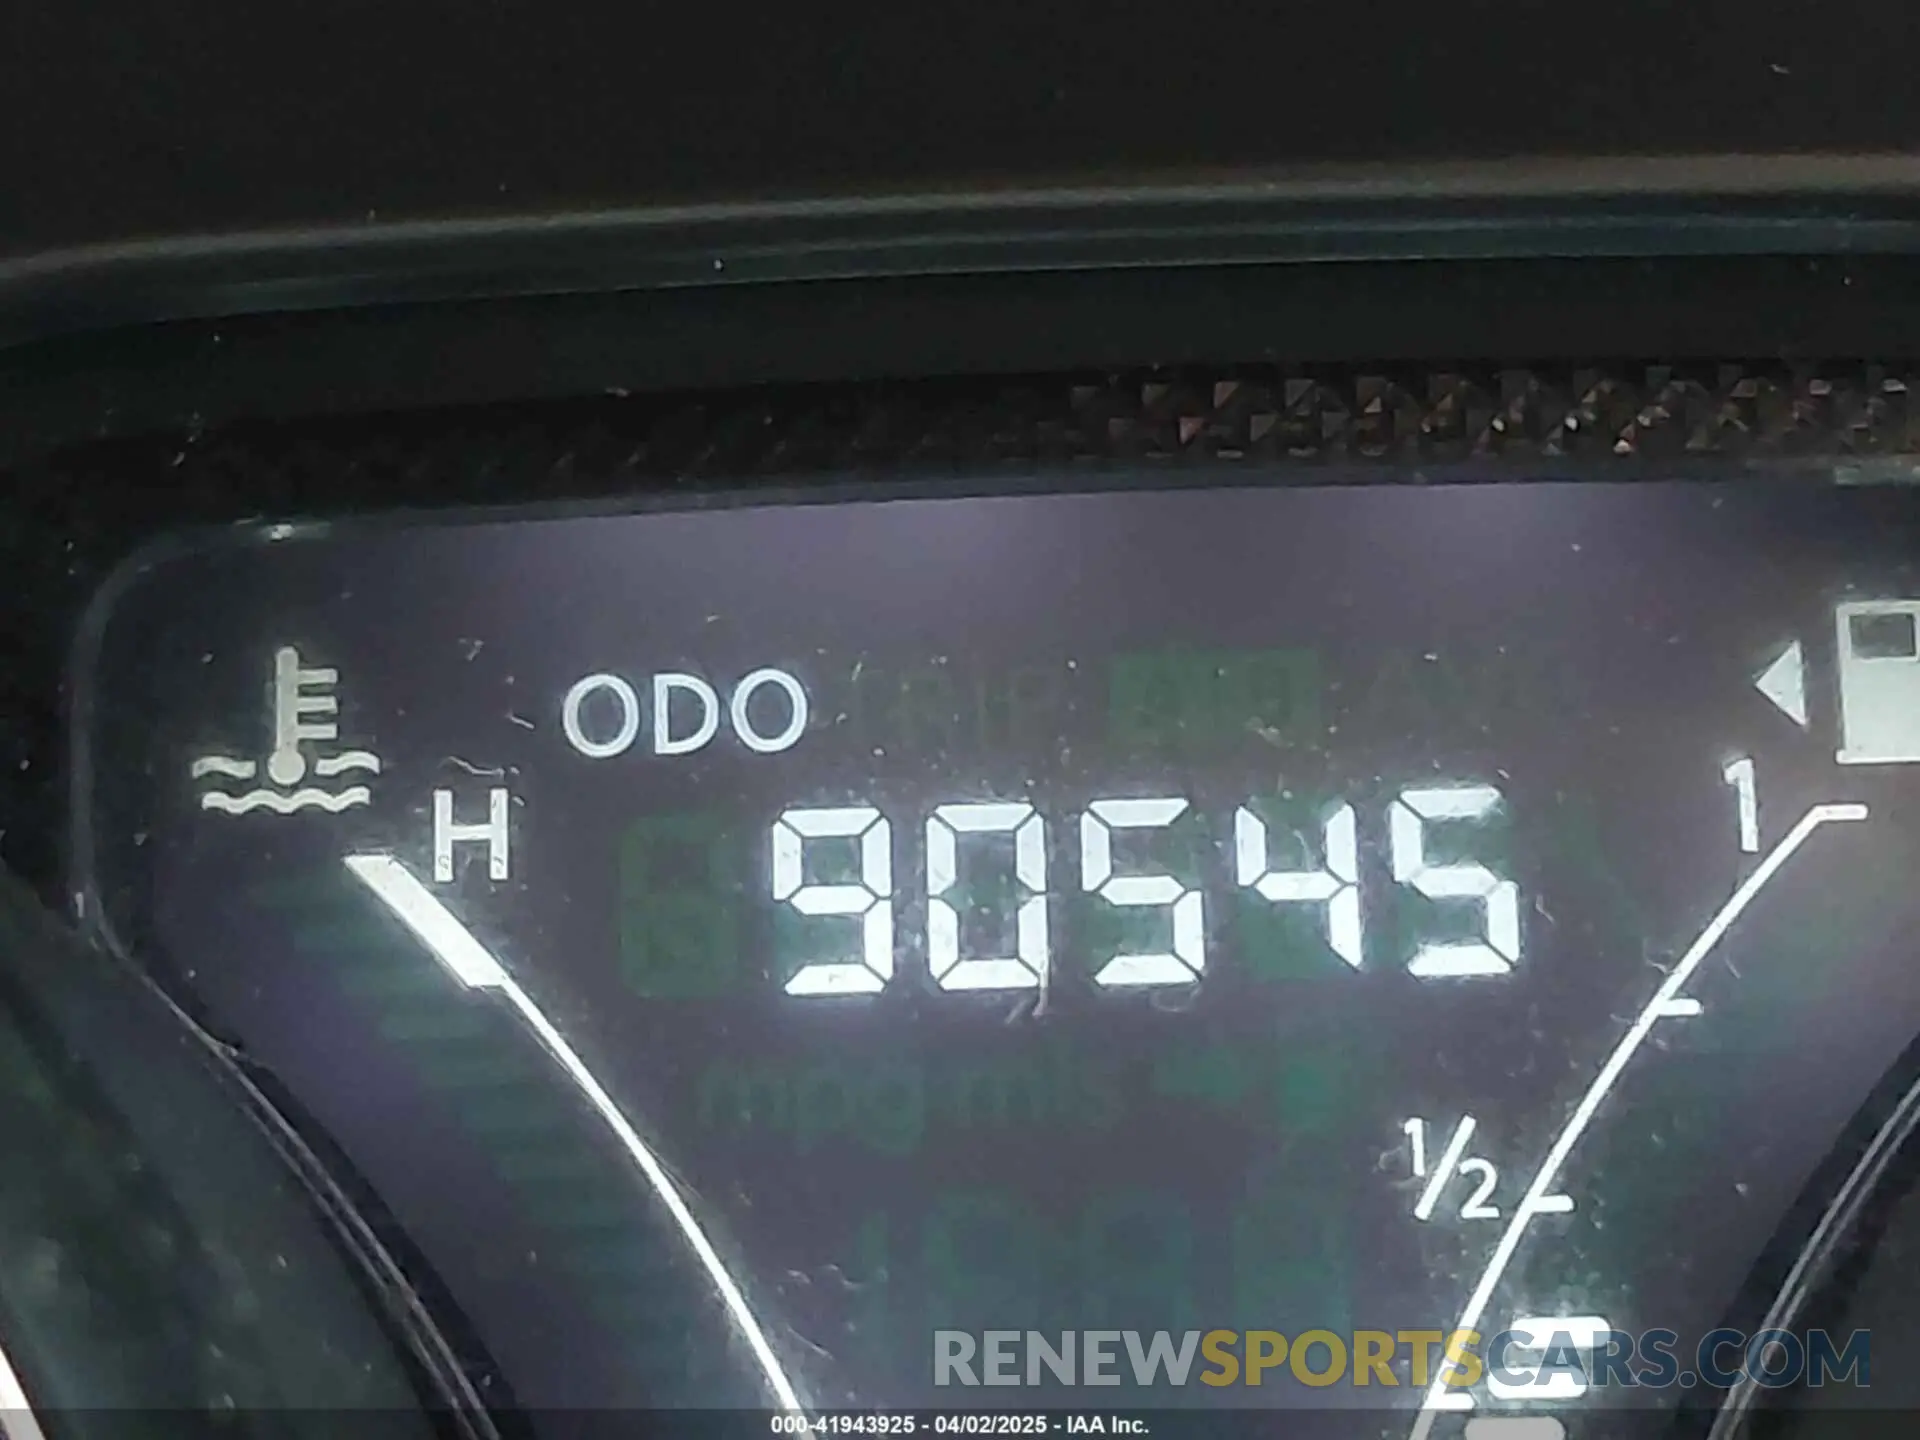 ODO
H
90545
1
1/2
RENEWSPORTSCARS.COM
000-41943925 - 04/02/2025 - IAA Inc.